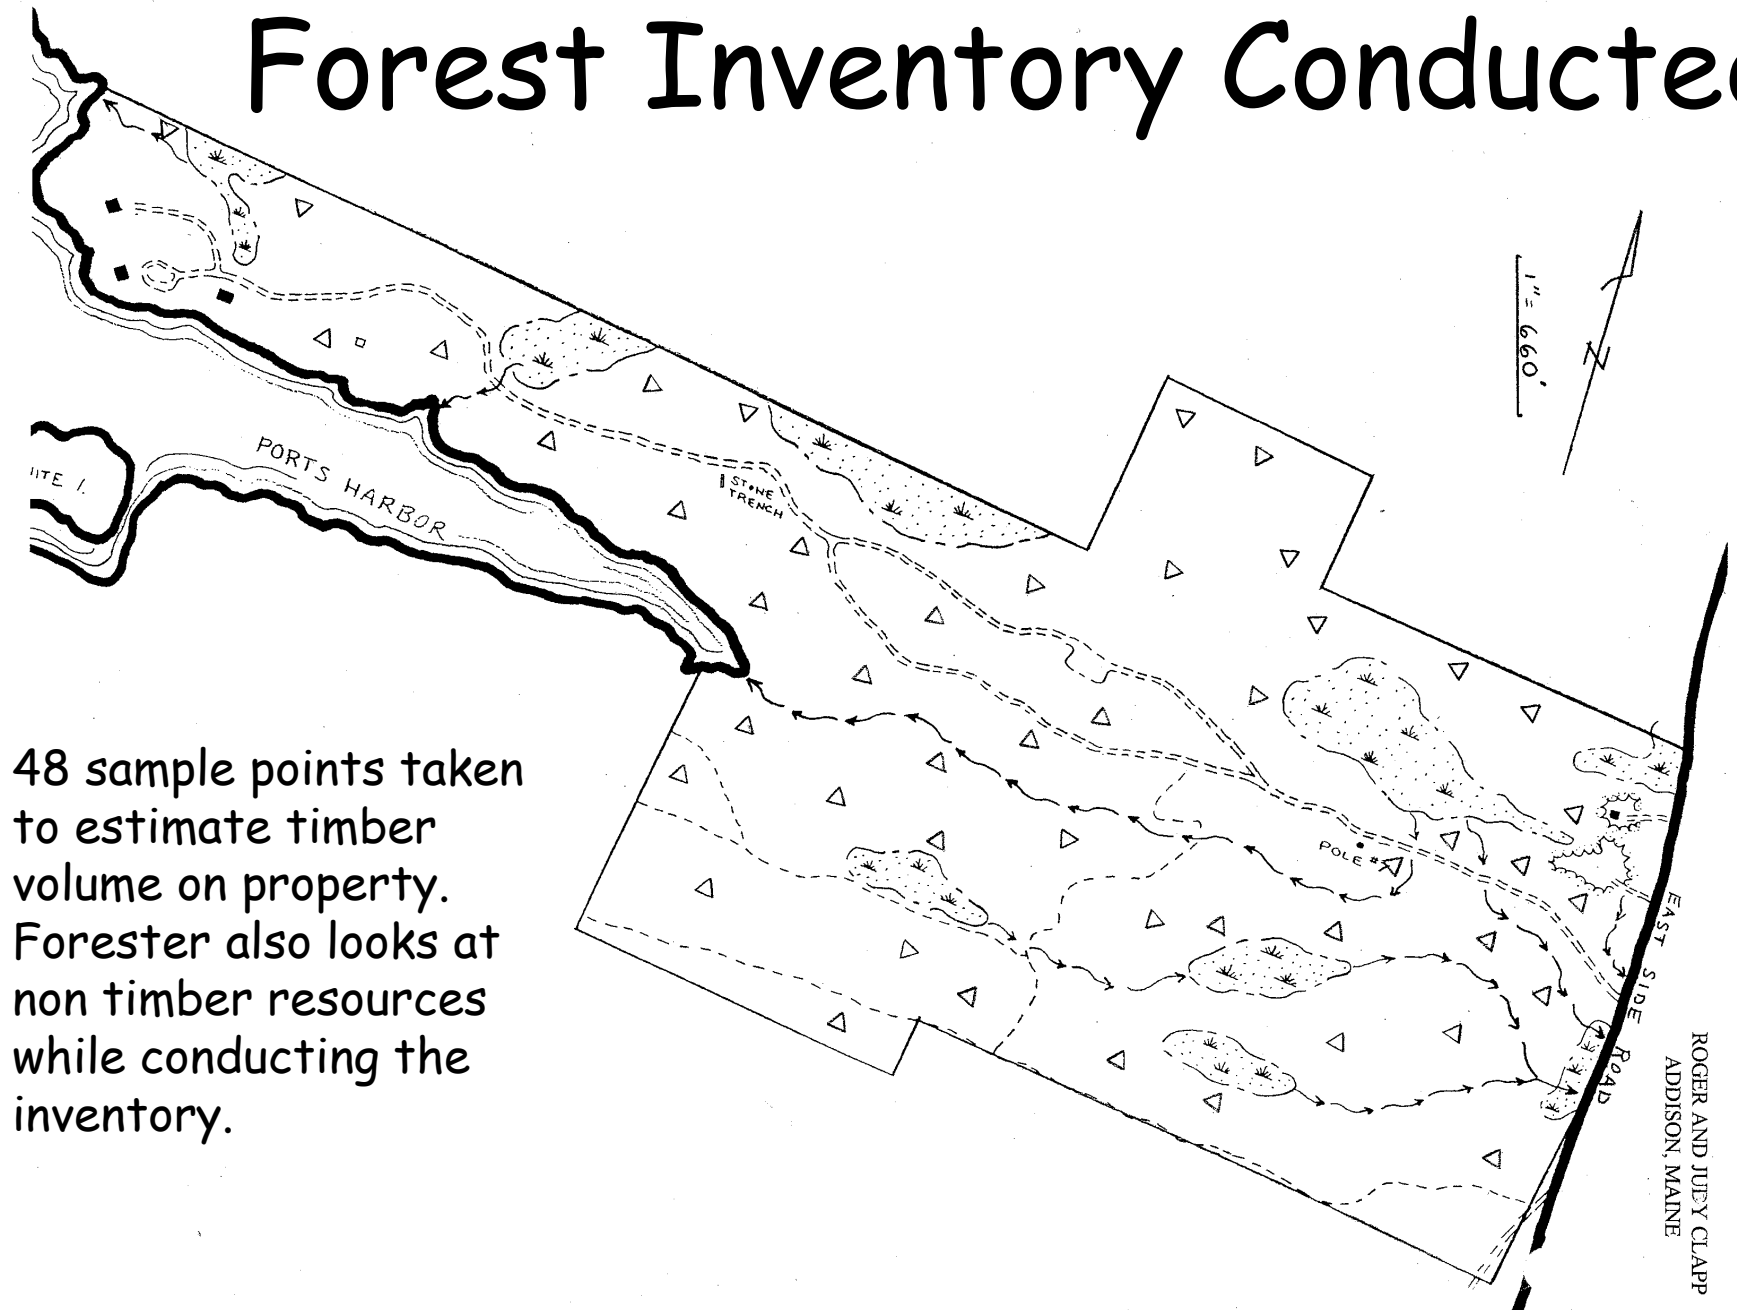 Forest Inventory Conducte
1" = 660'
N
PORTS HARBOR
ITE I.
STONE
TRENCH
48 sample points taken
to estimate timber
volume on property.
Forester also looks at
non timber resources
while conducting the
inventory.
POLE #
EAST SIDE ROAD
ROGER AND JUDY CLAPP
ADDISON, MAINE